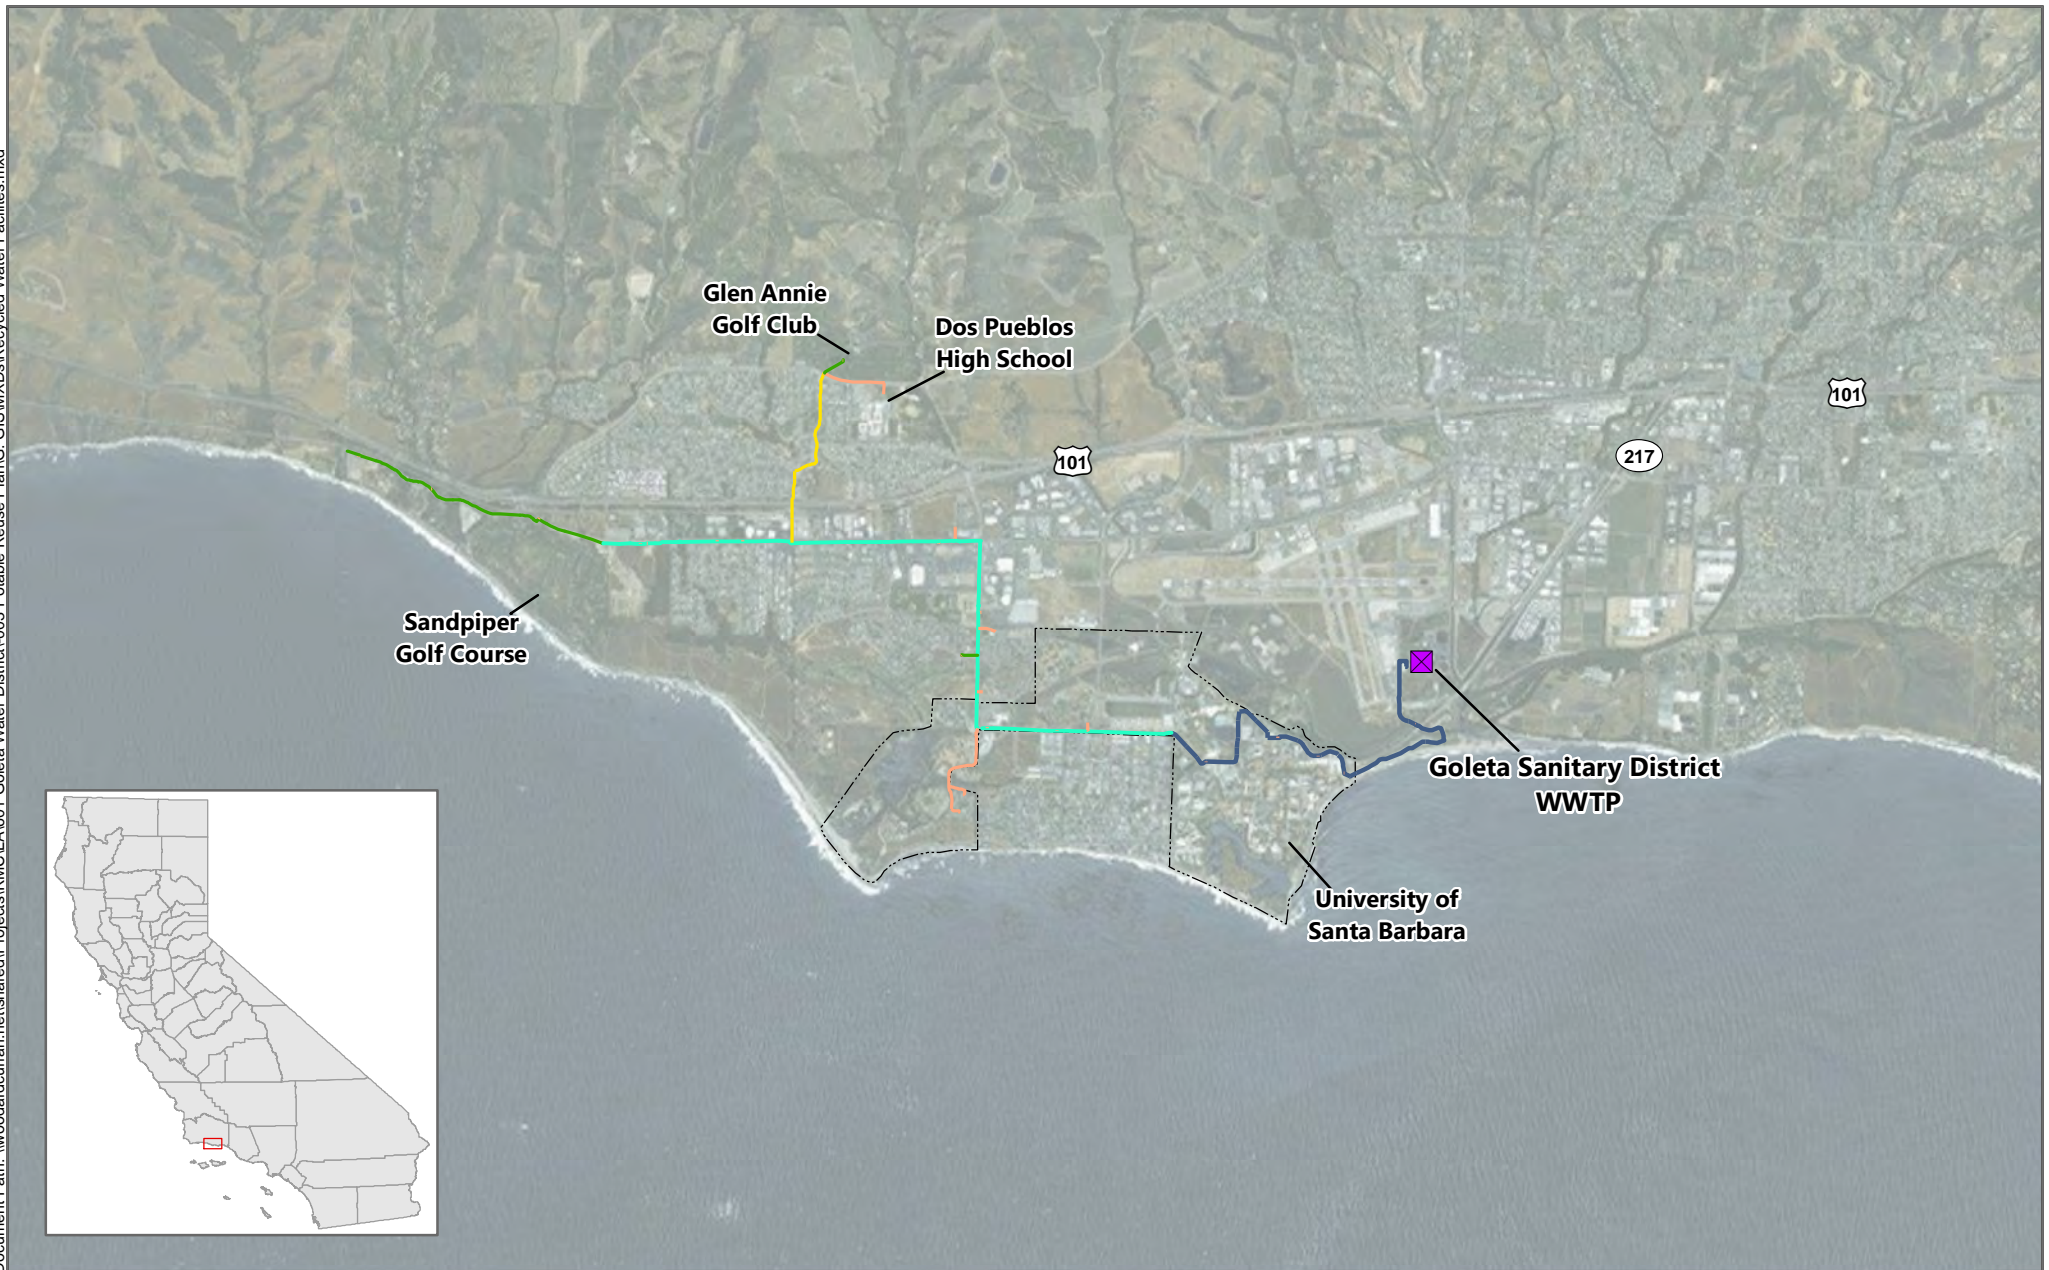 Glen Annie
Golf Club
Dos Pueblos
High School
101
101
217
Sandpiper
Golf Course
Goleta Sanitary District
WWTP
University of
Santa Barbara